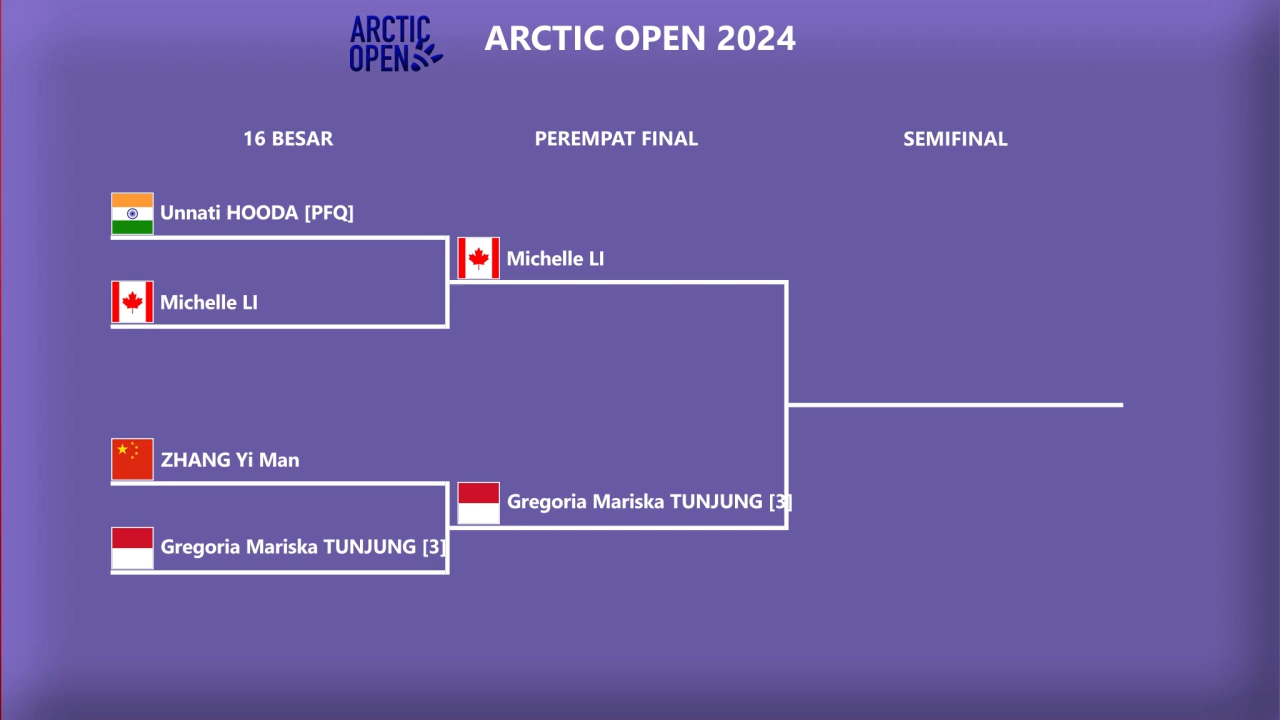 ARCTIC
OPEN
ARCTIC OPEN 2024
16 BESAR
PEREMPAT FINAL
SEMIFINAL
Unnati HOODA [PFQ]
Michelle LI
Michelle LI
ZHANG Yi Man
Gregoria Mariska TUNJUNG [3]
Gregoria Mariska TUNJUNG [3]